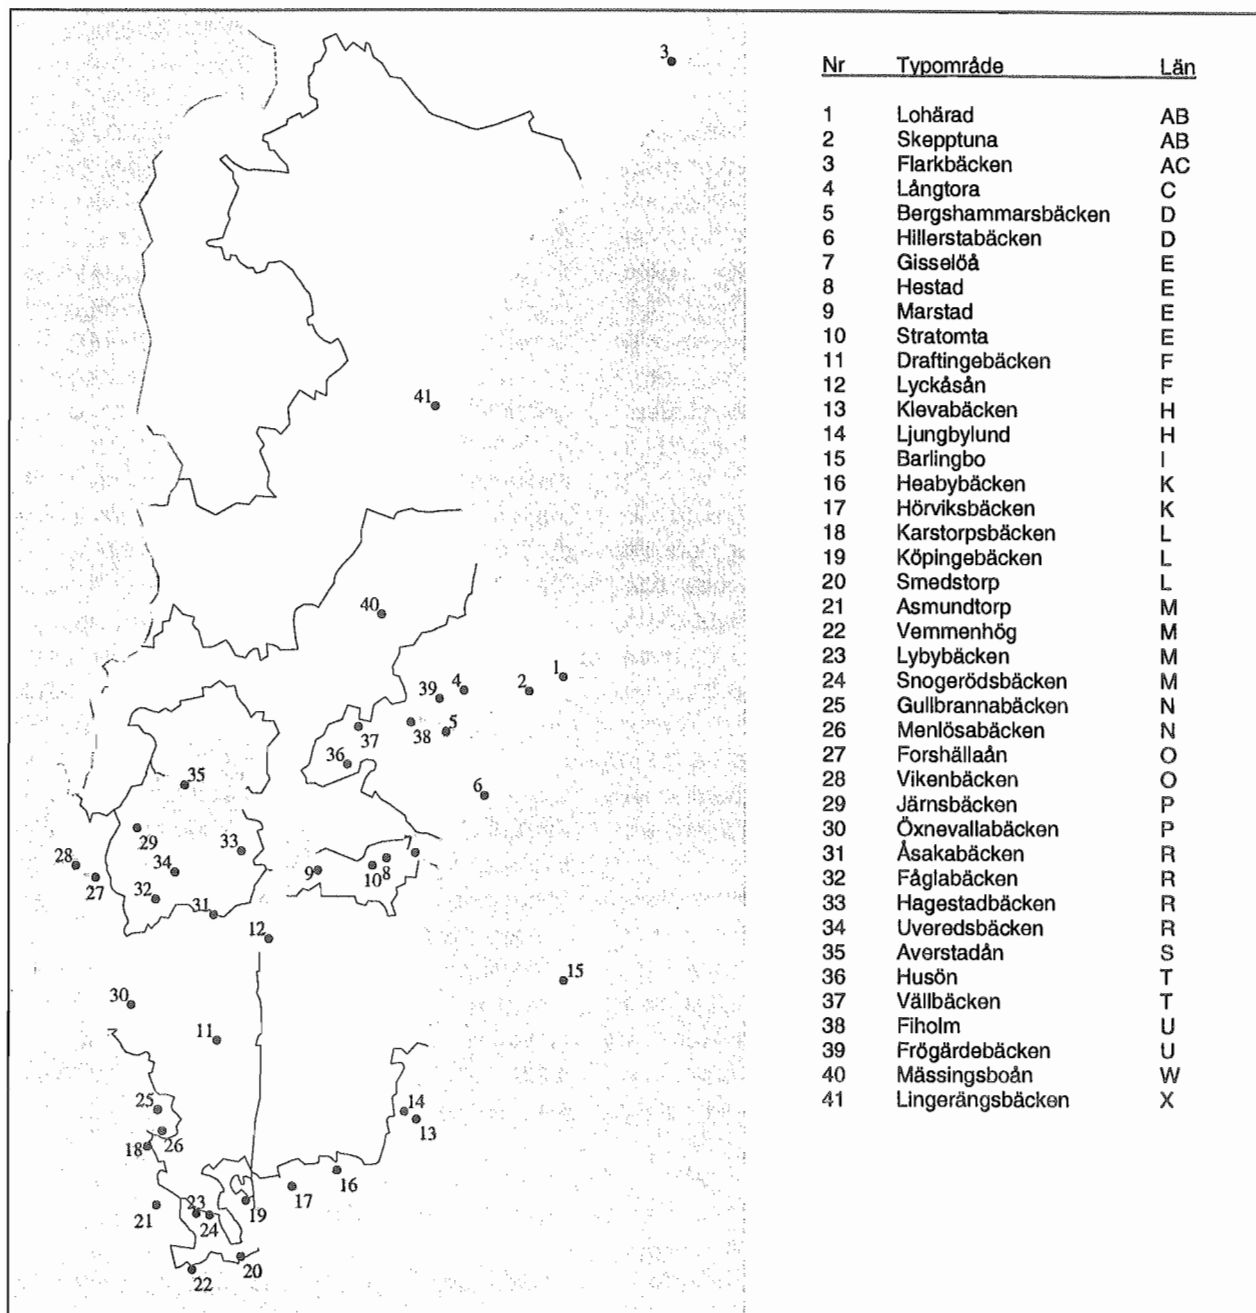 Nr Typområde Län
1 Lohärad AB
2 Skepptuna AB
3 Flarkbäcken AC
4 Långtora C
5 Bergshammarsbäcken D
6 Hillerstabäcken D
7 Gisselöå E
8 Hestad E
9 Marstad E
10 Stratomta E
11 Draftingebäcken F
12 Lyckåsån F
13 Klevabäcken H
14 Ljungbylund H
15 Barlingbo I
16 Heabybäcken K
17 Hörviksbäcken K
18 Karstorpsbäcken L
19 Köpingebäcken L
20 Smedstorp L
21 Asmundtorp M
22 Vemmenhög M
23 Lybybäcken M
24 Snogerödsbäcken M
25 Gullbrannabäcken N
26 Menlösabäcken N
27 Forshällaån O
28 Vikenbäcken O
29 Järnsbäcken P
30 Öxnevallabäcken P
31 Åsakabäcken R
32 Fåglabäcken R
33 Hagestadbäcken R
34 Uveredsbäcken R
35 Averstadån S
36 Husön T
37 Vällbäcken T
38 Fiholm U
39 Frögärdebäcken U
40 Mässingsboån W
41 Lingerängsbäcken X
3
41
40
1
4
2
39
5
37
38
36
35
6
29
33
7
28
34
8
10
9
27
32
31
12
15
30
11
25
14
13
26
18
16
17
19
23
21
24
20
22